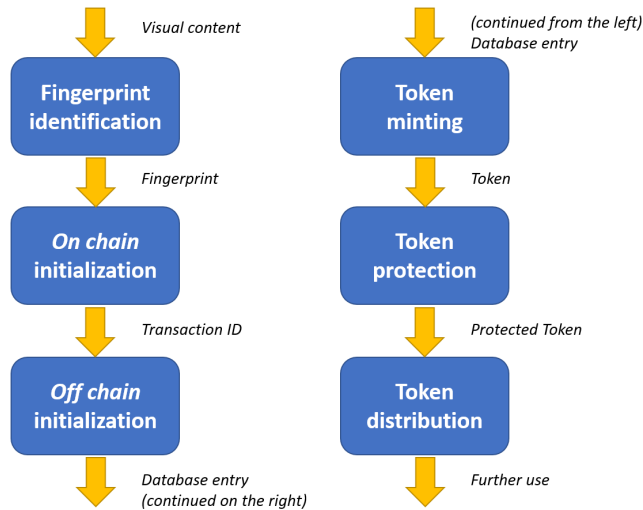 Visual content
Fingerprint
identification
Fingerprint
On chain
initialization
Transaction ID
Off chain
initialization
Database entry
(continued on the right)
(continued from the left)
Database entry
Token
minting
Token
Token
protection
Protected Token
Token
distribution
Further use